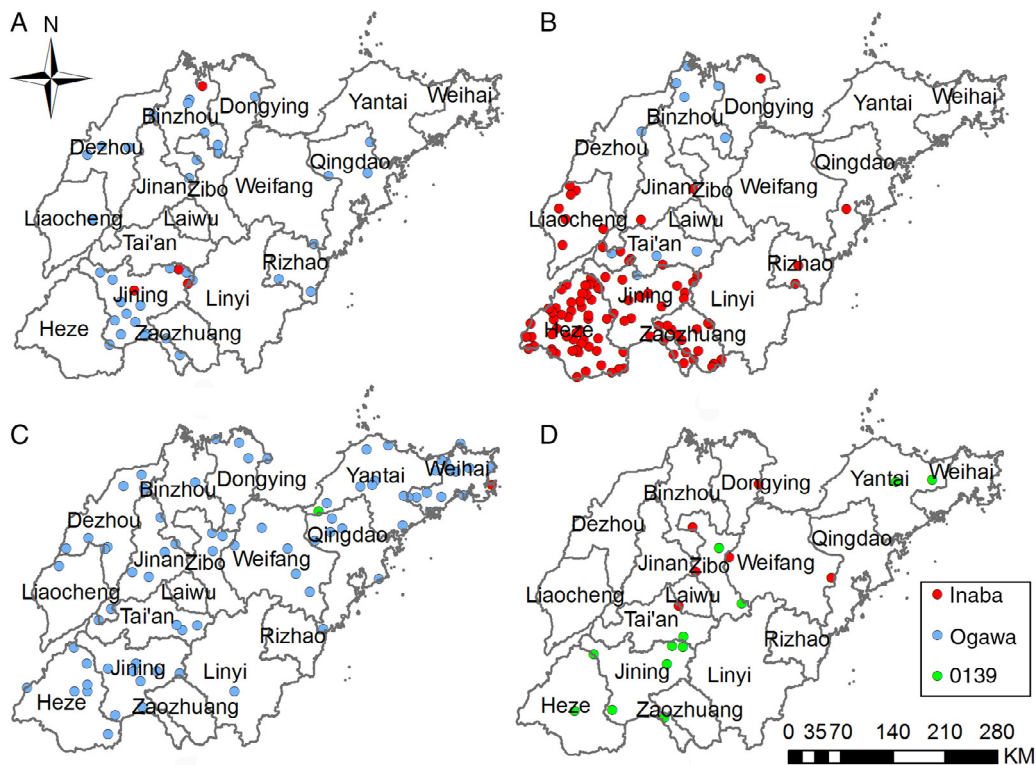 A
N
Binzhou
Dongying
Yantai
Weihai
Dezhou
Qingdao
Jinan
Zibo
Weifang
Liaocheng
Laiwu
Tai'an
Rizhao
Jining
Linyi
Heze
Zaozhuang
B
Binzhou
Dongying
Yantai
Weihai
Dezhou
Qingdao
Jinan
Zibo
Weifang
Liaocheng
Laiwu
Tai'an
Rizhao
Jining
Linyi
Heze
Zaozhuang
C
Binzhou
Dongying
Yantai
Weihai
Dezhou
Qingdao
Jinan
Zibo
Weifang
Liaocheng
Laiwu
Tai'an
Rizhao
Jining
Linyi
Heze
Zaozhuang
D
Binzhou
Dongying
Yantai
Weihai
Dezhou
Qingdao
Jinan
Zibo
Weifang
Liaocheng
Laiwu
Tai'an
Rizhao
Jining
Linyi
Heze
Zaozhuang
Inaba
Ogawa
0139
0 35 70 140 210 280
KM